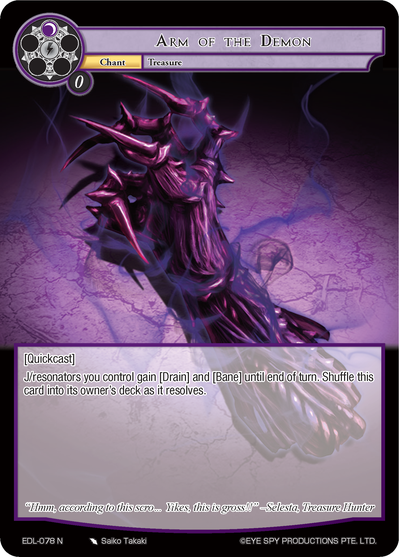 Arm of the Demon
Chant Treasure
0
[Quickcast]
J/resonators you control gain [Drain] and [Bane] until end of turn. Shuffle this
card into its owner's deck as it resolves.
"Hmm, according to this scro... Yikes, this is gross!!" –Selesta, Treasure Hunter
EDL-078 N Saiko Takaki ©EYE SPY PRODUCTIONS PTE. LTD.